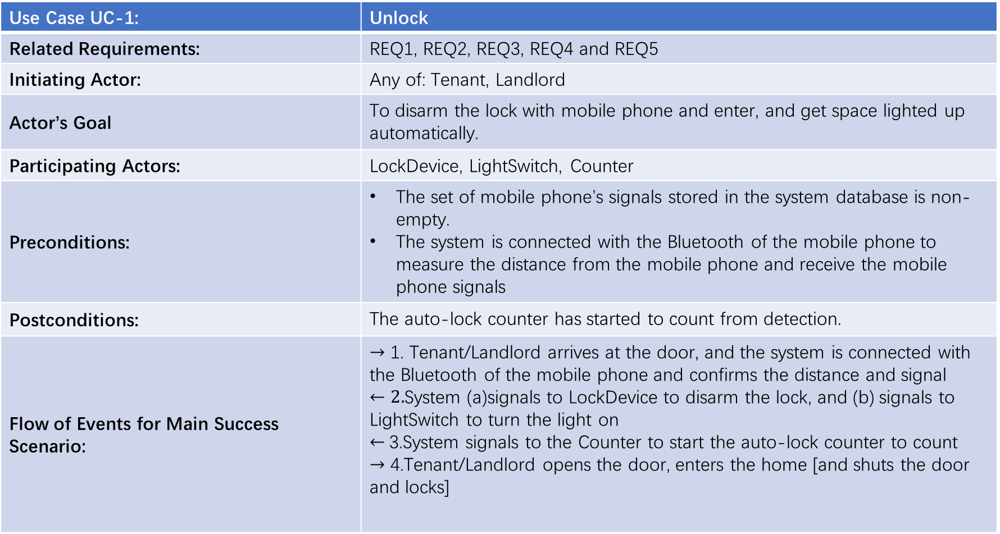 Use Case UC-1:
Unlock
Related Requirements:
REQ1, REQ2, REQ3, REQ4 and REQ5
Initiating Actor:
Any of: Tenant, Landlord
Actor’s Goal
To disarm the lock with mobile phone and enter, and get space lighted up
automatically.
Participating Actors:
LockDevice, LightSwitch, Counter
Preconditions:
• The set of mobile phone’s signals stored in the system database is non-
empty.
• The system is connected with the Bluetooth of the mobile phone to
measure the distance from the mobile phone and receive the mobile
phone signals
Postconditions:
The auto-lock counter has started to count from detection.
Flow of Events for Main Success
Scenario:
→ 1. Tenant/Landlord arrives at the door, and the system is connected with
the Bluetooth of the mobile phone and confirms the distance and signal
← 2.System (a)signals to LockDevice to disarm the lock, and (b) signals to
LightSwitch to turn the light on
← 3.System signals to the Counter to start the auto-lock counter to count
→ 4.Tenant/Landlord opens the door, enters the home [and shuts the door
and locks]